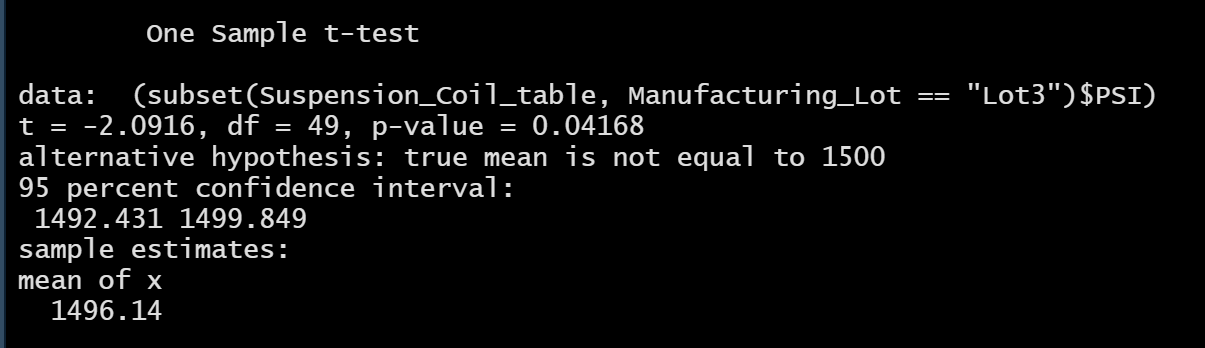 One Sample t-test
data:  (subset(Suspension_Coil_table, Manufacturing_Lot == "Lot3")$PSI)
t = -2.0916, df = 49, p-value = 0.04168
alternative hypothesis: true mean is not equal to 1500
95 percent confidence interval:
 1492.431 1499.849
sample estimates:
mean of x
  1496.14